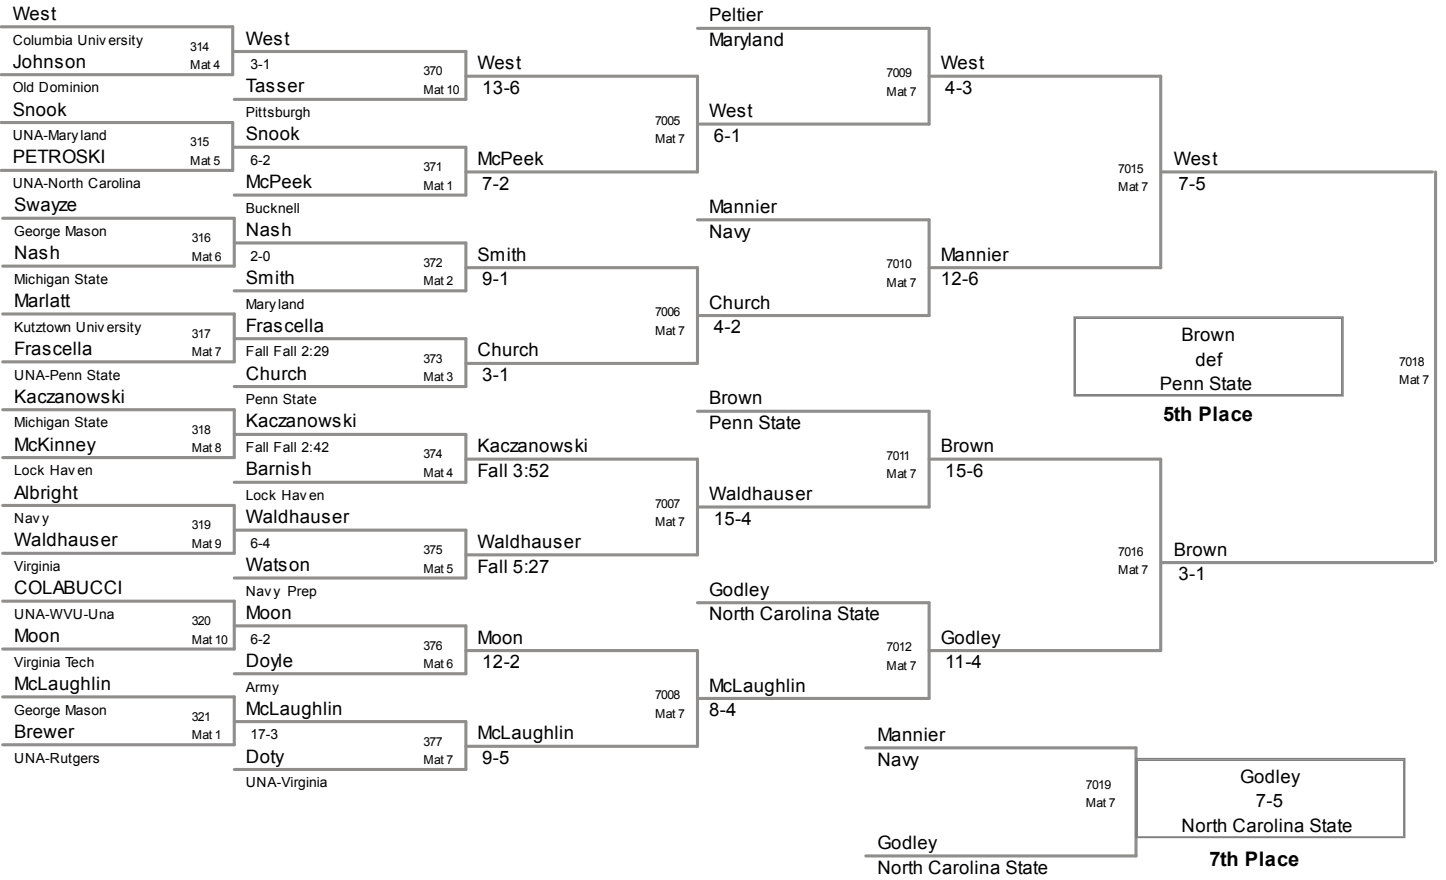 West
Columbia University
314
Johnson
Mat 4
Old Dominion
Snook
UNA-Maryland
315
PETROSKI
Mat 5
UNA-North Carolina
Swayze
George Mason
316
Nash
Mat 6
Michigan State
Marlatt
Kutztown University
317
Frascella
Mat 7
UNA-Penn State
Kaczanowski
Michigan State
318
McKinney
Mat 8
Lock Haven
Albright
Navy
319
Waldhauser
Mat 9
Virginia
COLABUCCI
UNA-WVU-Una
320
Moon
Mat 10
Virginia Tech
McLaughlin
George Mason
321
Brewer
Mat 1
UNA-Rutgers
West
3-1
370
Tasser
Mat 10
Pittsburgh
Snook
6-2
371
McPeek
Mat 1
Bucknell
Nash
2-0
372
Smith
Mat 2
Maryland
Frascella
Fall Fall 2:29
373
Church
Mat 3
Penn State
Kaczanowski
Fall Fall 2:42
374
Barnish
Mat 4
Lock Haven
Waldhauser
6-4
375
Watson
Mat 5
Navy Prep
Moon
6-2
376
Doyle
Mat 6
Army
McLaughlin
17-3
377
Doty
Mat 7
UNA-Virginia
West
13-6
7005
Mat 7
McPeek
7-2
Smith
9-1
7006
Mat 7
Church
3-1
Kaczanowski
Fall 3:52
7007
Mat 7
Waldhauser
Fall 5:27
Moon
12-2
7008
Mat 7
McLaughlin
9-5
Peltier
Maryland
7009
Mat 7
West
6-1
Mannier
Navy
7010
Mat 7
Church
4-2
Brown
Penn State
7011
Mat 7
Waldhauser
15-4
Godley
North Carolina State
7012
Mat 7
McLaughlin
8-4
West
4-3
7015
Mat 7
Mannier
12-6
Brown
15-6
7016
Mat 7
Godley
11-4
West
7-5
7018
Mat 7
Brown
3-1
Brown
def
Penn State
5th Place
Mannier
Navy
7019
Mat 7
Godley
North Carolina State
Godley
7-5
North Carolina State
7th Place